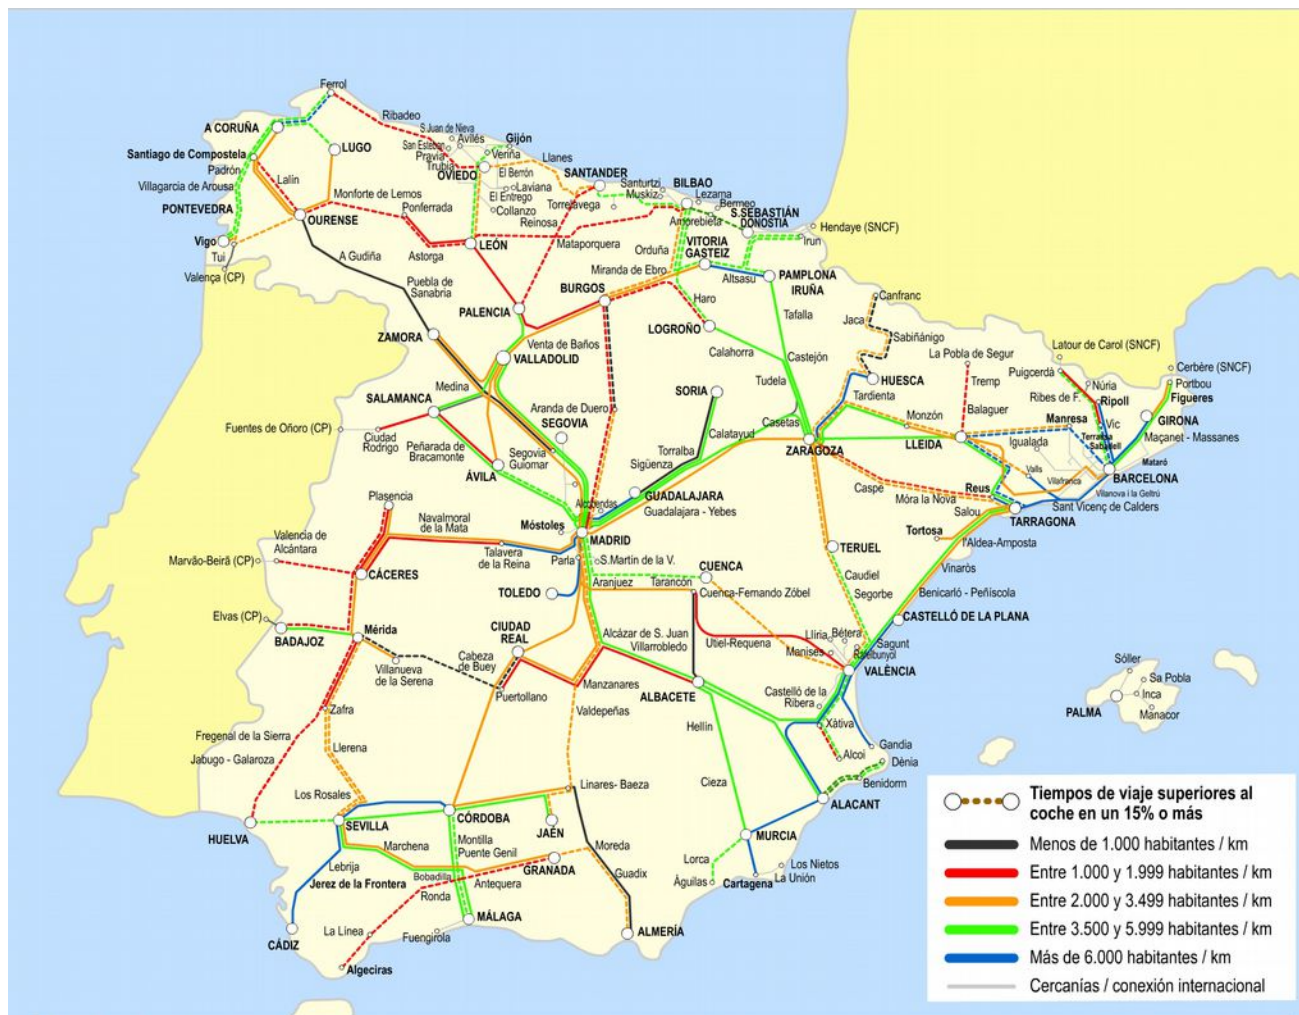 Ferrol
Ribadeo
S.Juan de Nieva
Avilés
Gijón
A CORUÑA
LUGO
San Esteban
Pravia
Trubia
Veriña
Llanes
OVIEDO
El Berrón
SANTANDER
Santurtzi
Muskiz
BILBAO
Lezama
Bermeo
Santiago de Compostela
Padrón
Lalín
Villagarcia de Arousa
Monforte de Lemos
Laviana
El Entrego
Collanzo
Torrelavega
Reinosa
Amorebieta
S.SEBASTIÁN
DONOSTIA
Hendaye (SNCF)
Irun
PONTEVEDRA
OURENSE
Ponferrada
LEÓN
Astorga
Mataporquera
Orduña
VITORIA
GASTEIZ
Vigo
Tui
Valença (CP)
A Gudiña
Puebla de
Sanabria
Miranda de Ebro
Altsasu
PAMPLONA
IRUÑA
BURGOS
Haro
LOGROÑO
Tafalla
Canfranc
Jaca
Sabiñánigo
PALENCIA
ZAMORA
Venta de Baños
VALLADOLID
Calahorra
Castejón
Latour de Carol (SNCF)
La Pobla de Segur
Puigcerdà
Cerbère (SNCF)
Portbou
Núria
Ribes de F.
Figueres
Ripoll
Tremp
HUESCA
Tardienta
Tudela
SORIA
Medina
SALAMANCA
Aranda de Duero
SEGOVIA
Fuentes de Oñoro (CP)
Ciudad
Rodrigo
Peñarada de
Bracamonte
Segovia
Guiomar
Torralba
Sigüenza
Calatayud
Casetas
ZARAGOZA
Monzón
Balaguer
LLEIDA
Manresa
Vic
Terrassa
Sabadell
GIRONA
Maçanet - Massanes
Igualada
Mataró
BARCELONA
Valls
Vilafranca
Vilanova i la Geltrú
Sant Vicenç de Calders
ÁVILA
Plasencia
Alcobendas
GUADALAJARA
Guadalajara - Yebes
Caspe
Móra la Nova
Reus
Salou
TARRAGONA
Tortosa
l'Aldea-Amposta
Navalmoral
de la Mata
Móstoles
MADRID
Valencia de
Alcántara
Marvão-Beirã (CP)
Talavera
de la Reina
Parla
S.Martín de la V.
CÁCERES
TOLEDO
Aranjuez
Tarancón
CUENCA
Cuenca-Fernando Zóbel
TERUEL
Caudiel
Segorbe
Vinaròs
Benicarló - Peñíscola
CASTELLÓ DE LA PLANA
Elvas (CP)
BADAJOZ
Mérida
Villanueva
de la Serena
Cabeza
de Buey
CIUDAD
REAL
Alcázar de S. Juan
Villarrobledo
Utiel-Requena
Llíria
Bétera
Manises
Sagunt
Rafelbunyol
VALÈNCIA
Puertollano
Manzanares
ALBACETE
Valdepeñas
Castelló de la
Ribera
Xàtiva
Gandía
Alcoi
Dènia
Benidorm
ALACANT
Sóller
Sa Pobla
Inca
PALMA
Manacor
Zafra
Fregenal de la Sierra
Jabugo - Galaroza
Llerena
Hellín
Cieza
Los Rosales
HUELVA
SEVILLA
CÓRDOBA
Linares- Baeza
JAÉN
MURCIA
Marchena
Lebrija
Montilla
Puente Genil
Moreda
GRANADA
Guadix
Lorca
Águilas
Cartagena
Los Nietos
La Unión
Jerez de la Frontera
Bobadilla
Ronda
Antequera
MÁLAGA
Fuengirola
CÁDIZ
La Línea
Algeciras
ALMERÍA
Tiempos de viaje superiores al
coche en un 15% o más
Menos de 1.000 habitantes / km
Entre 1.000 y 1.999 habitantes / km
Entre 2.000 y 3.499 habitantes / km
Entre 3.500 y 5.999 habitantes / km
Más de 6.000 habitantes / km
Cercanías / conexión internacional